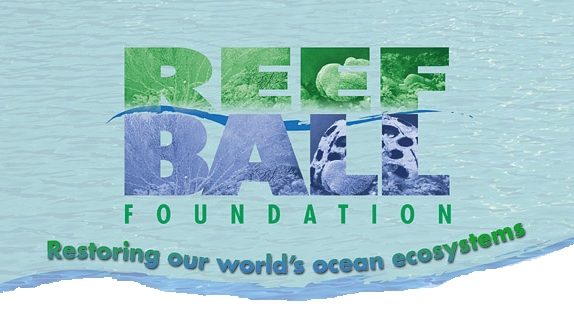 REEF
BALL
FOUNDATION
Restoring our world's ocean ecosystems